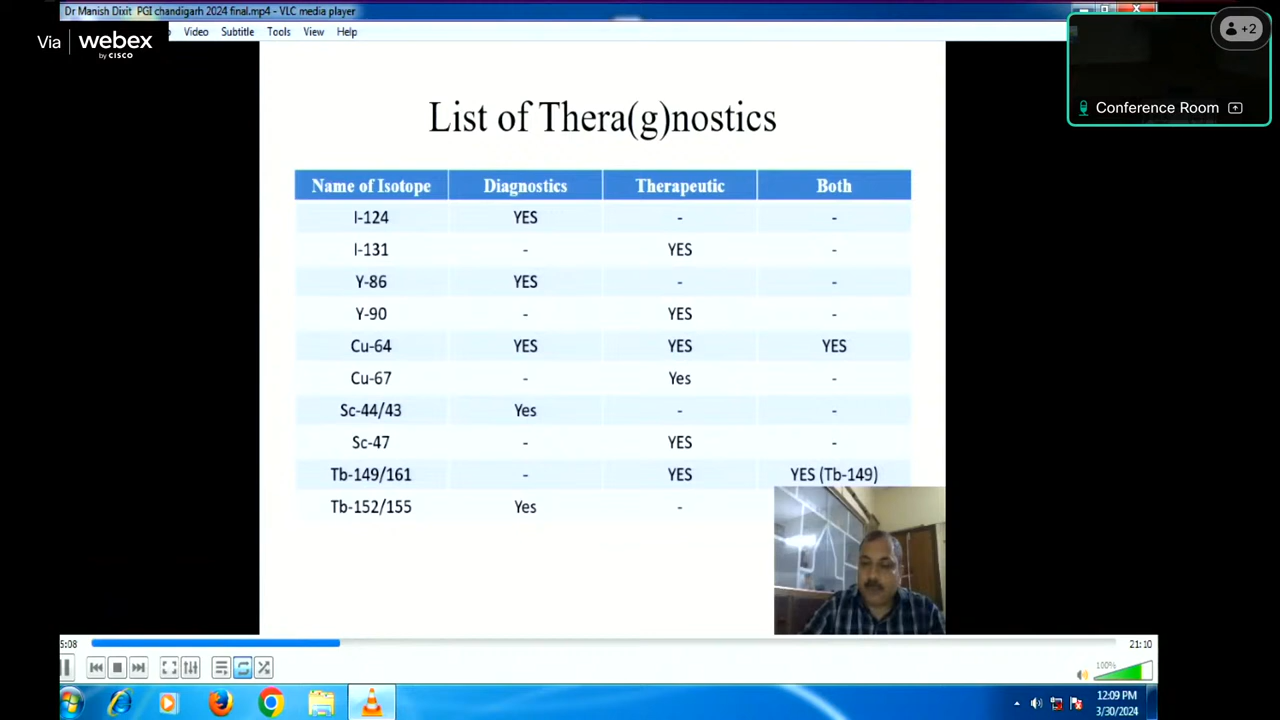 Dr Manish Dixit PGI chandigarh 2024 final.mp4 - VLC media player
Via webex
by CISCO
Video Subtitle Tools View Help
+2
Conference Room
List of Thera(g)nostics
Name of Isotope Diagnostics Therapeutic Both
I-124 YES - -
I-131 - YES -
Y-86 YES - -
Y-90 - YES -
Cu-64 YES YES YES
Cu-67 - Yes -
Sc-44/43 Yes - -
Sc-47 - YES -
Tb-149/161 - YES YES (Tb-149)
Tb-152/155 Yes -
5:08 21:10
100%
12:09 PM
3/30/2024